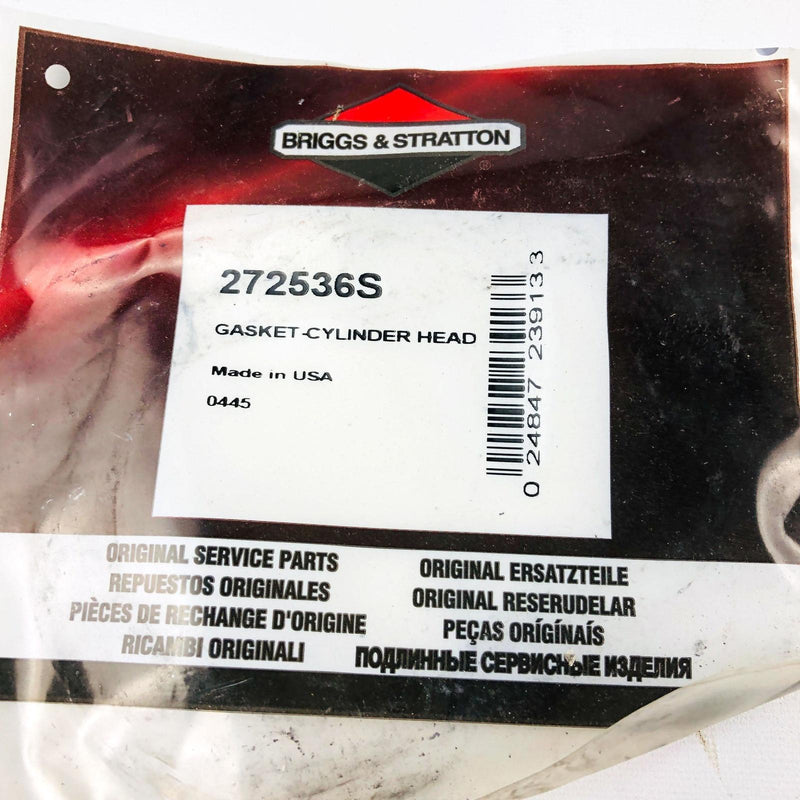 BRIGGS & STRATTON
®
272536S
GASKET-CYLINDER HEAD
Made in USA
0445
0 24847 23913 3
ORIGINAL SERVICE PARTS
REPUESTOS ORIGINALES
PIÈCES DE RECHANGE D'ORIGINE
RICAMBI ORIGINALI
ORIGINAL ERSATZTEILE
ORIGINAL RESERUDELAR
PEÇAS ORÍGÍNAÍS
ПОДЛИННЫЕ СЕРВИСНЫЕ ИЗДЕЛИЯ